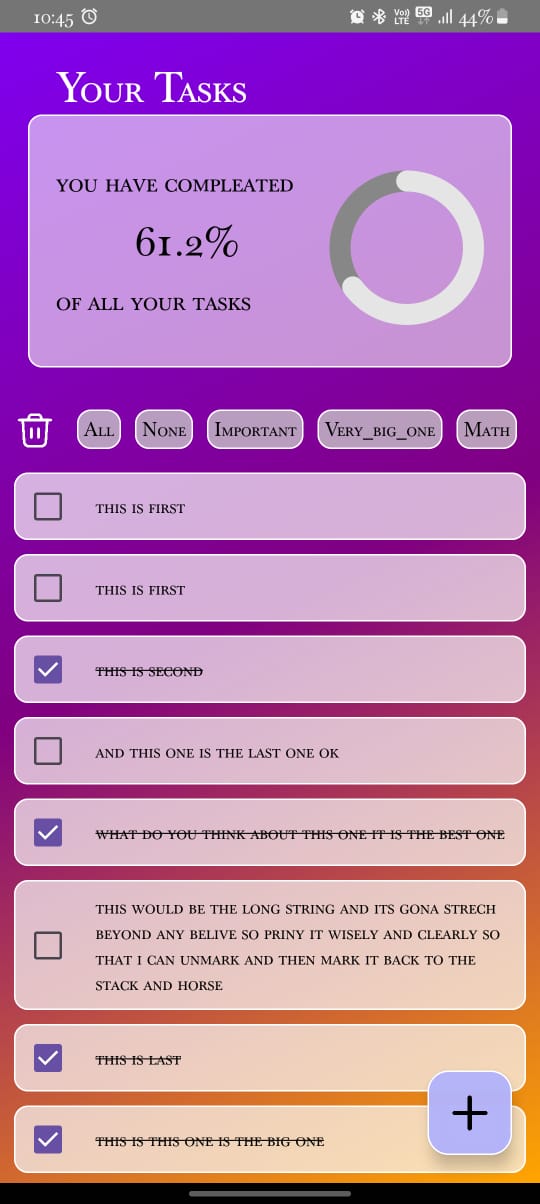 10:45
Vo)) LTE 5G 44%
Your Tasks
you have compleated
61.2%
of all your tasks
All None Important Very_big_one Math
this is first
this is first
this is second
and this one is the last one ok
what do you think about this one it is the best one
this would be the long string and its gona strech
beyond any belive so priny it wisely and clearly so
that i can unmark and then mark it back to the
stack and horse
this is last
this is this one is the big one